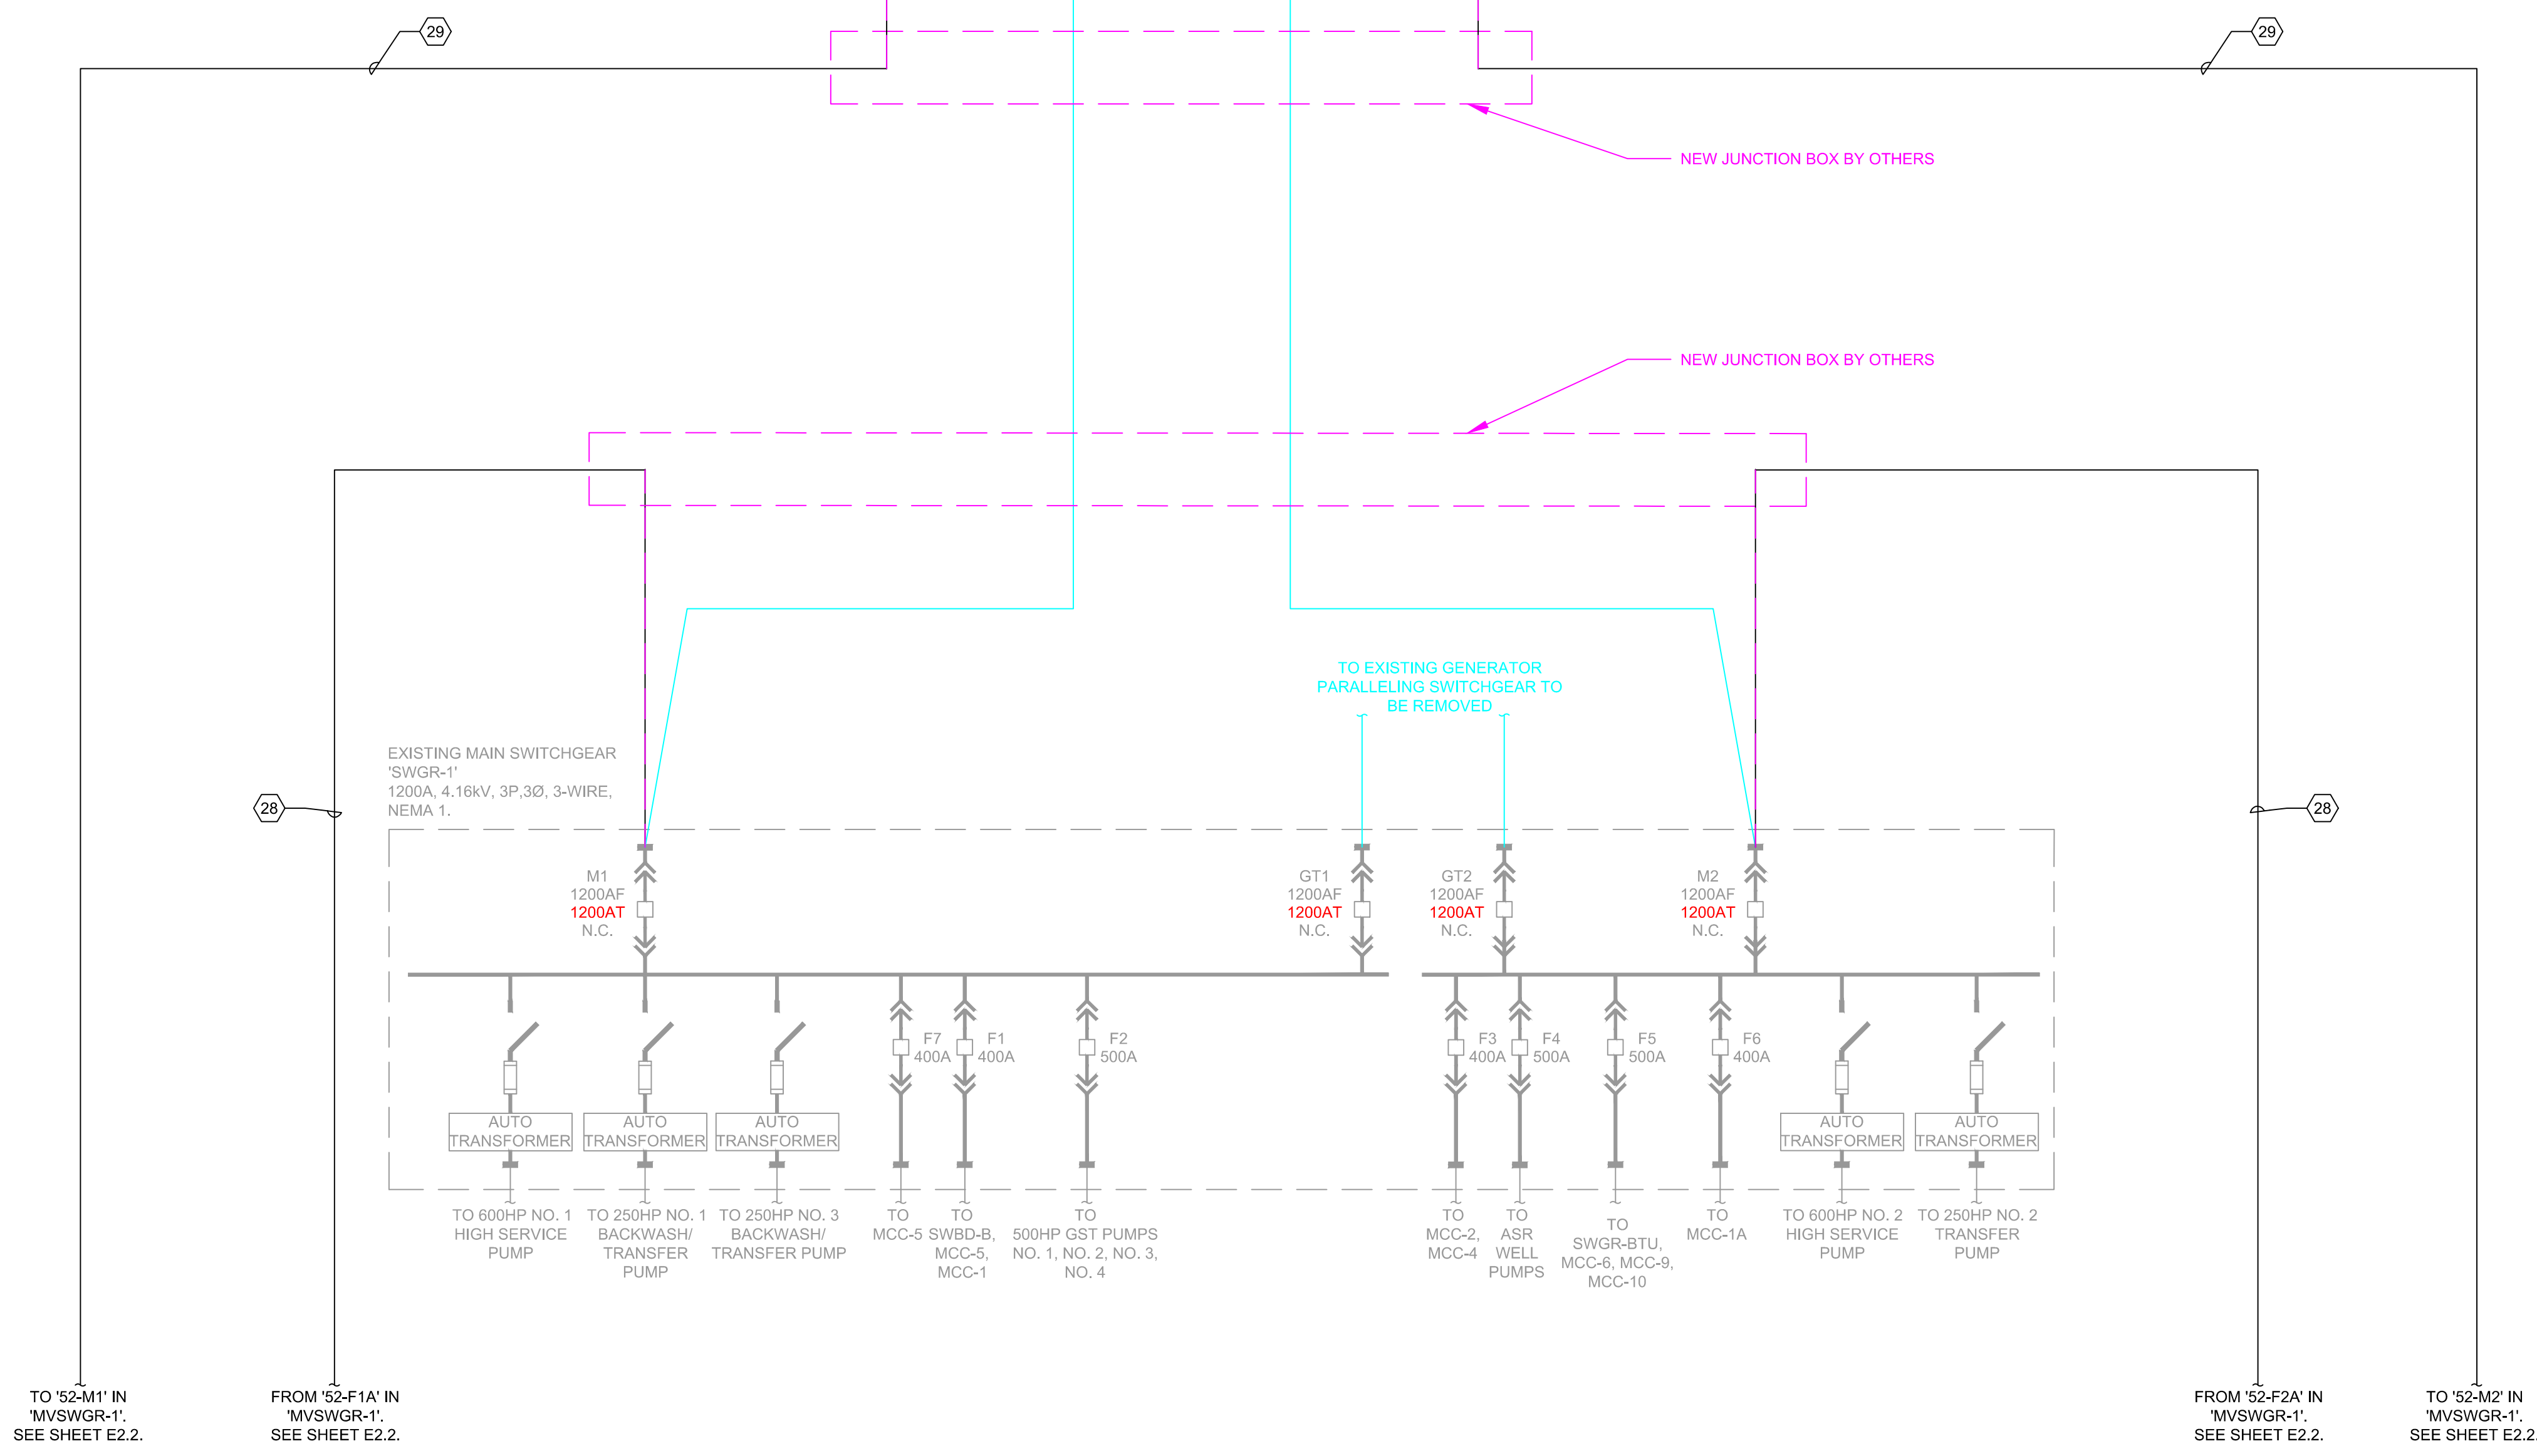 29
29
NEW JUNCTION BOX BY OTHERS
NEW JUNCTION BOX BY OTHERS
TO EXISTING GENERATOR
PARALLELING SWITCHGEAR TO
BE REMOVED
EXISTING MAIN SWITCHGEAR
'SWGR-1'
1200A, 4.16kV, 3P,3Ø, 3-WIRE,
NEMA 1.
28
28
M1
1200AF
1200AT
N.C.
GT1
1200AF
1200AT
N.C.
GT2
1200AF
1200AT
N.C.
M2
1200AF
1200AT
N.C.
F7
400A
F1
400A
F2
500A
F3
400A
F4
500A
F5
500A
F6
400A
AUTO
TRANSFORMER
AUTO
TRANSFORMER
AUTO
TRANSFORMER
AUTO
TRANSFORMER
AUTO
TRANSFORMER
TO 600HP NO. 1
HIGH SERVICE
PUMP
TO 250HP NO. 1
BACKWASH/
TRANSFER
PUMP
TO 250HP NO. 3
BACKWASH/
TRANSFER PUMP
TO
MCC-5
TO
SWBD-B,
MCC-5,
MCC-1
TO
500HP GST PUMPS
NO. 1, NO. 2, NO. 3,
NO. 4
TO
MCC-2,
MCC-4
TO
ASR
WELL
PUMPS
TO
SWGR-BTU,
MCC-6, MCC-9,
MCC-10
TO
MCC-1A
TO 600HP NO. 2
HIGH SERVICE
PUMP
TO 250HP NO. 2
TRANSFER
PUMP
TO '52-M1' IN
'MVSWGR-1'.
SEE SHEET E2.2.
FROM '52-F1A' IN
'MVSWGR-1'.
SEE SHEET E2.2.
FROM '52-F2A' IN
'MVSWGR-1'.
SEE SHEET E2.2.
TO '52-M2' IN
'MVSWGR-1'.
SEE SHEET E2.2.